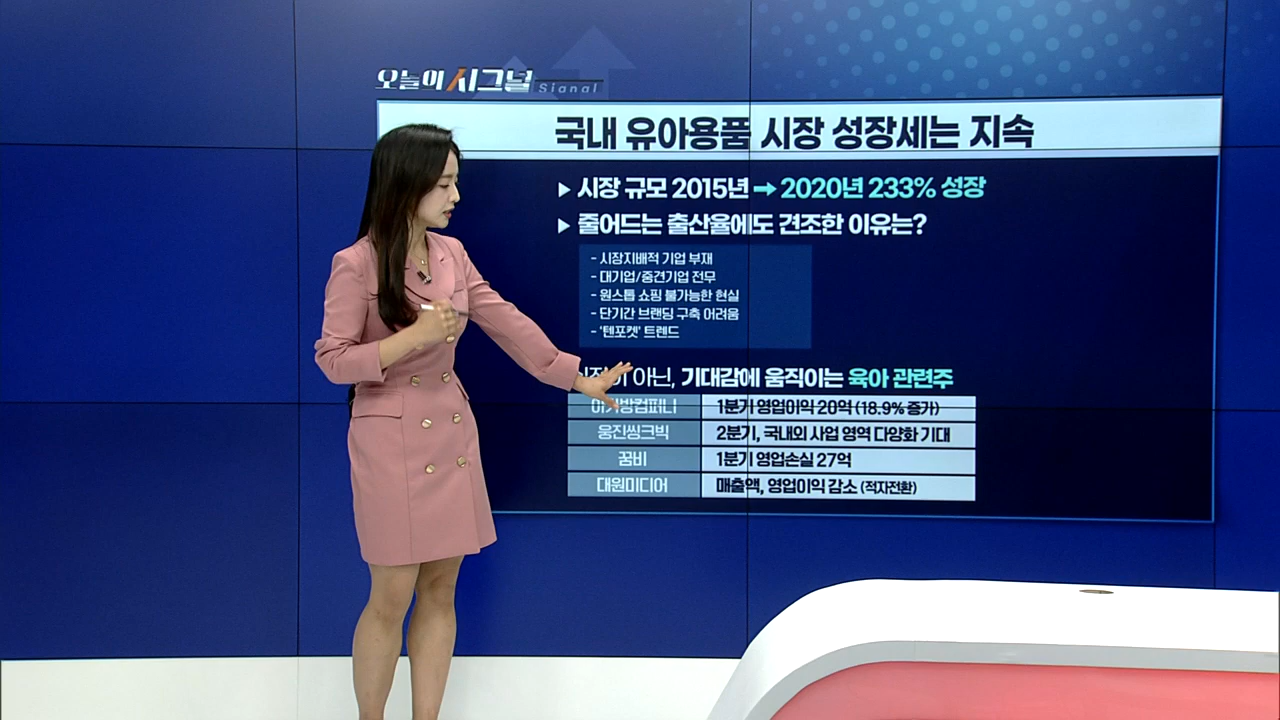 오늘의 시그널
Signal
국내 유아용품 시장 성장세는 지속
▶ 시장 규모 2015년 → 2020년 233% 성장
▶ 줄어드는 출산율에도 견조한 이유는?
- 시장지배적 기업 부재
- 대기업/중견기업 전무
- 원스톱 쇼핑 불가능한 현실
- 단기간 브랜딩 구축 어려움
- '텐포켓' 트렌드
아닌, 기대감에 움직이는 육아 관련주
아가방컴퍼니 1분기 영업이익 20억 (18.9% 증가)
웅진씽크빅 2분기, 국내외 사업 영역 다양화 기대
꿈비 1분기 영업손실 27억
대원미디어 매출액, 영업이익 감소 (적자전환)